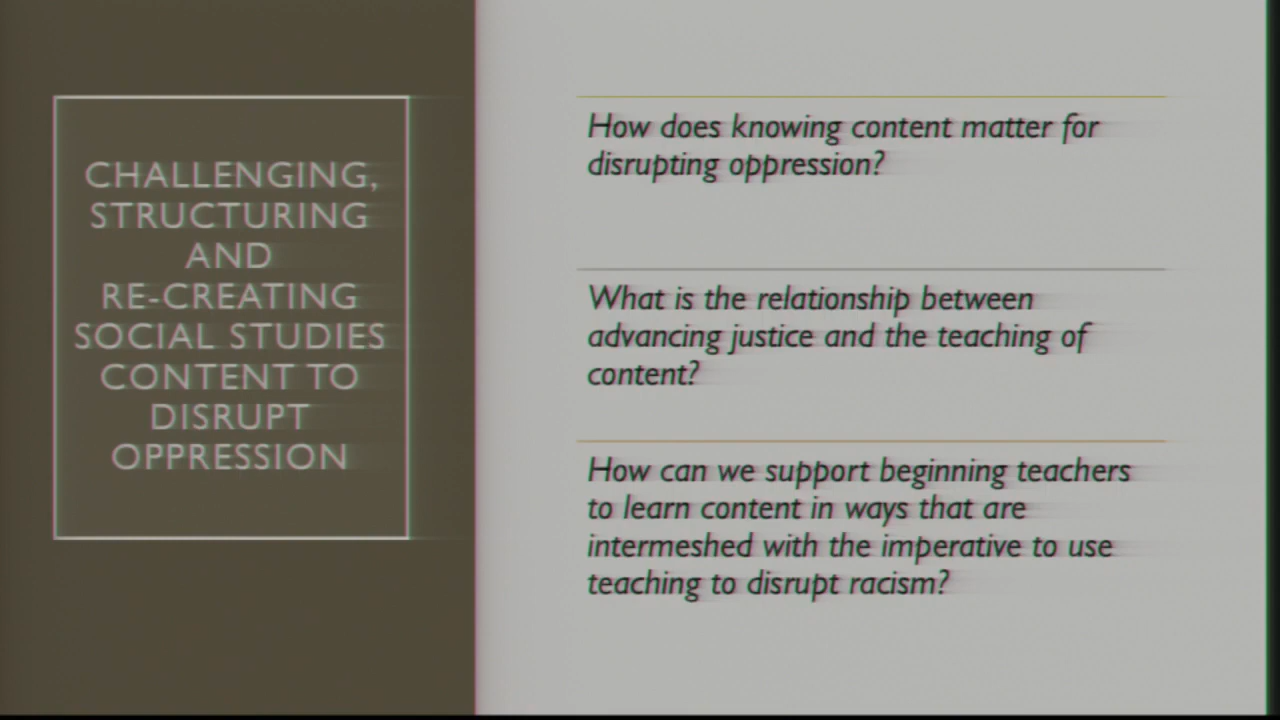 CHALLENGING,
STRUCTURING
AND
RE-CREATING
SOCIAL STUDIES
CONTENT TO
DISRUPT
OPPRESSION
How does knowing content matter for
disrupting oppression?
What is the relationship between
advancing justice and the teaching of
content?
How can we support beginning teachers
to learn content in ways that are
intermeshed with the imperative to use
teaching to disrupt racism?